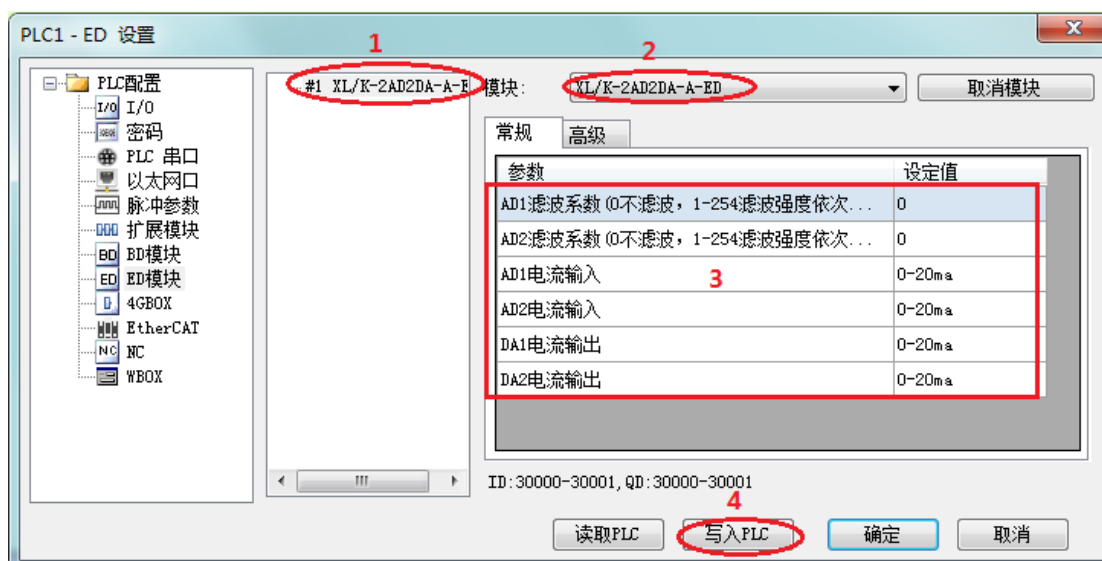 PLC1 - ED 设置
1
2
PLC配置
I/O I/O
密码
PLC 串口
以太网口
脉冲参数
扩展模块
BD BD模块
ED ED模块
4GBOX
EtherCAT
NC NC
WBOX
#1 XL/K-2AD2DA-A-E
模块: XL/K-2AD2DA-A-ED 取消模块
常规 高级
参数 设定值
AD1滤波系数(0不滤波，1-254滤波强度依次... 0
AD2滤波系数(0不滤波，1-254滤波强度依次... 0
AD1电流输入 0-20ma
3
AD2电流输入 0-20ma
DA1电流输出 0-20ma
DA2电流输出 0-20ma
ID:30000-30001,QD:30000-30001
4
读取PLC 写入PLC 确定 取消